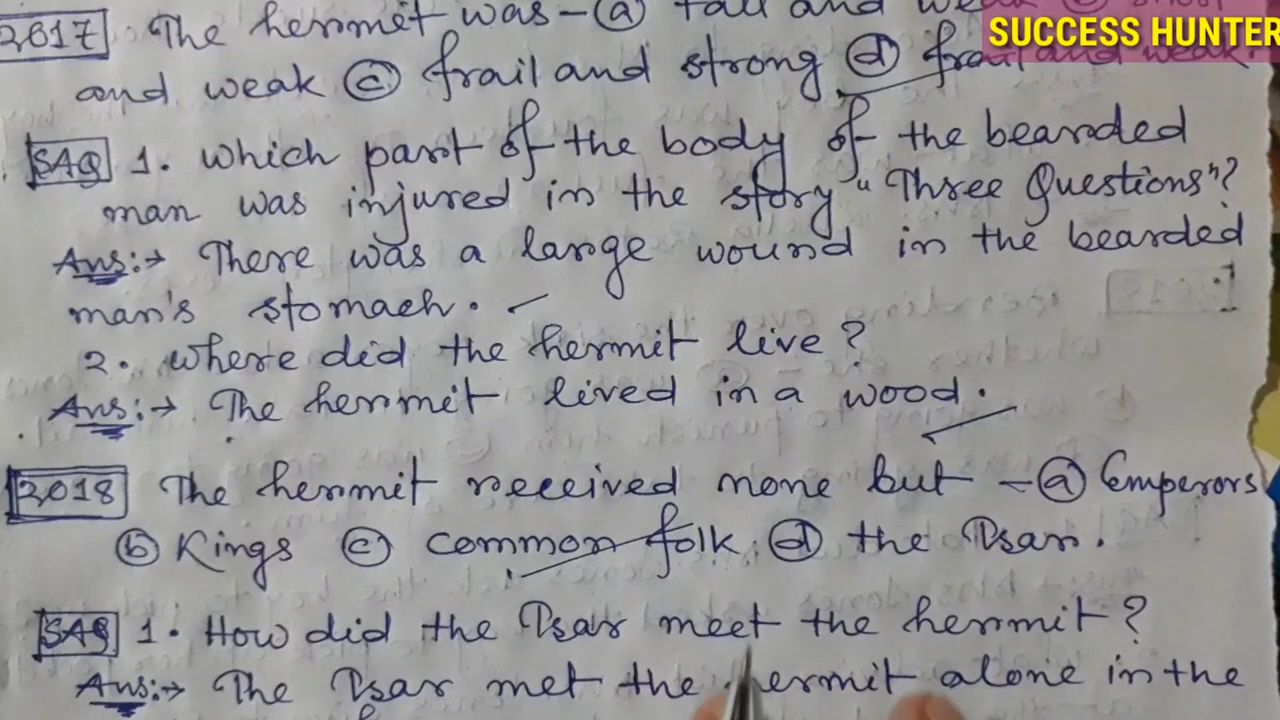 2017 The hermit was - (a) tall and
SUCCESS HUNTER
and weak (c) frail and strong (d) frail and weak.
SAQ 1. Which part of the body of the bearded
man was injured in the story "Three Questions"?
Ans:→ There was a large wound in the bearded
man's stomach.
2. Where did the hermit live?
Ans:→ The hermit lived in a wood.
2018 The hermit received none but - (a) Emperors
(b) Kings (c) common folk (d) the Tsar.
SAQ 1. How did the Tsar meet the hermit?
Ans:→ The Tsar met the hermit alone in the